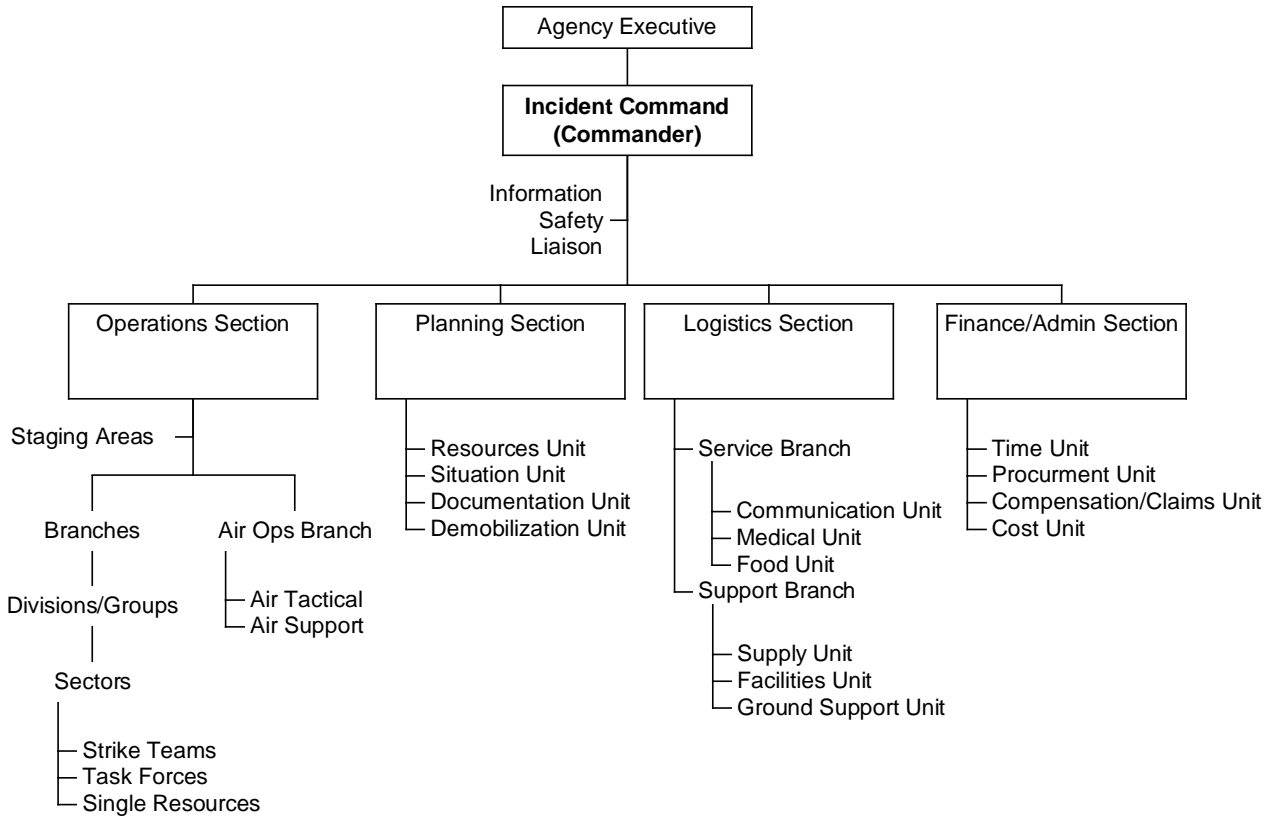 Agency Executive
Incident Command
(Commander)
Information
Safety
Liaison
Operations Section
Planning Section
Logistics Section
Finance/Admin Section
Staging Areas
Branches
Air Ops Branch
Divisions/Groups
Air Tactical
Air Support
Sectors
Strike Teams
Task Forces
Single Resources
Resources Unit
Situation Unit
Documentation Unit
Demobilization Unit
Service Branch
Communication Unit
Medical Unit
Food Unit
Support Branch
Supply Unit
Facilities Unit
Ground Support Unit
Time Unit
Procurment Unit
Compensation/Claims Unit
Cost Unit